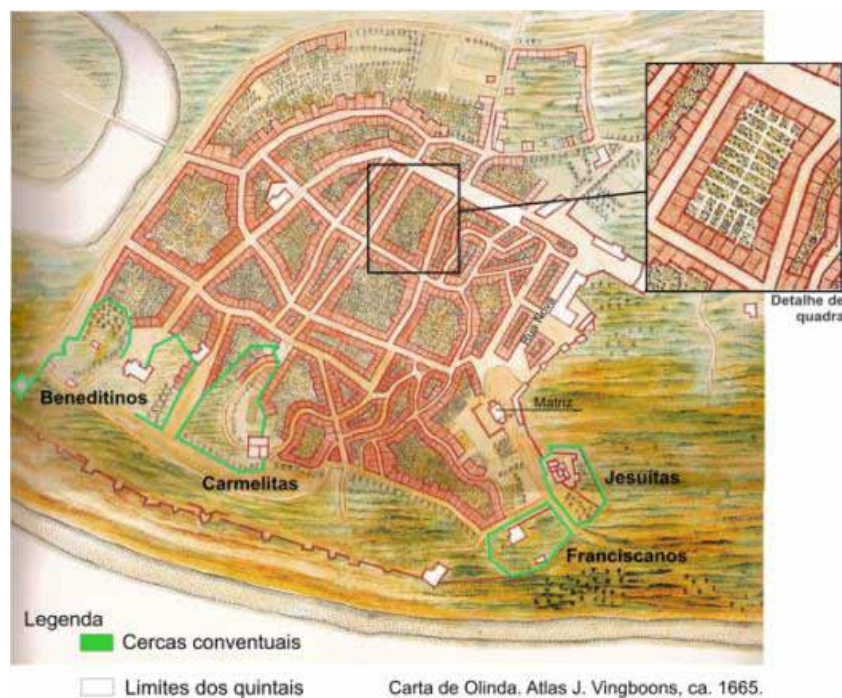 Detalhe de
quadra
Rua Nova
Matriz
Beneditinos
Carmelitas
Jesuítas
Franciscanos
Legenda
Cercas conventuais
Limites dos quintais
Carta de Olinda. Atlas J. Vingboons, ca. 1665.